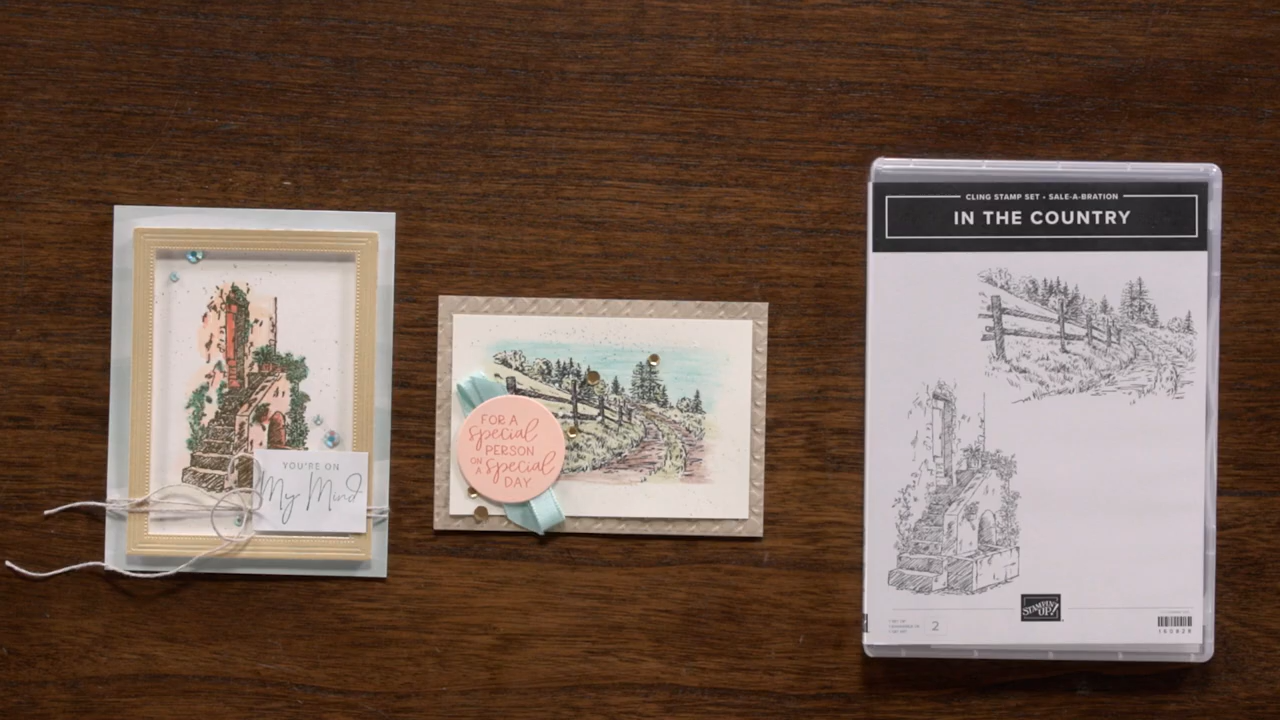 YOU'RE ON
My Mind
FOR A
special
PERSON
ON A special
DAY
CLING STAMP SET • SALE-A-BRATION
IN THE COUNTRY
STAMPIN' UP!
2
160828